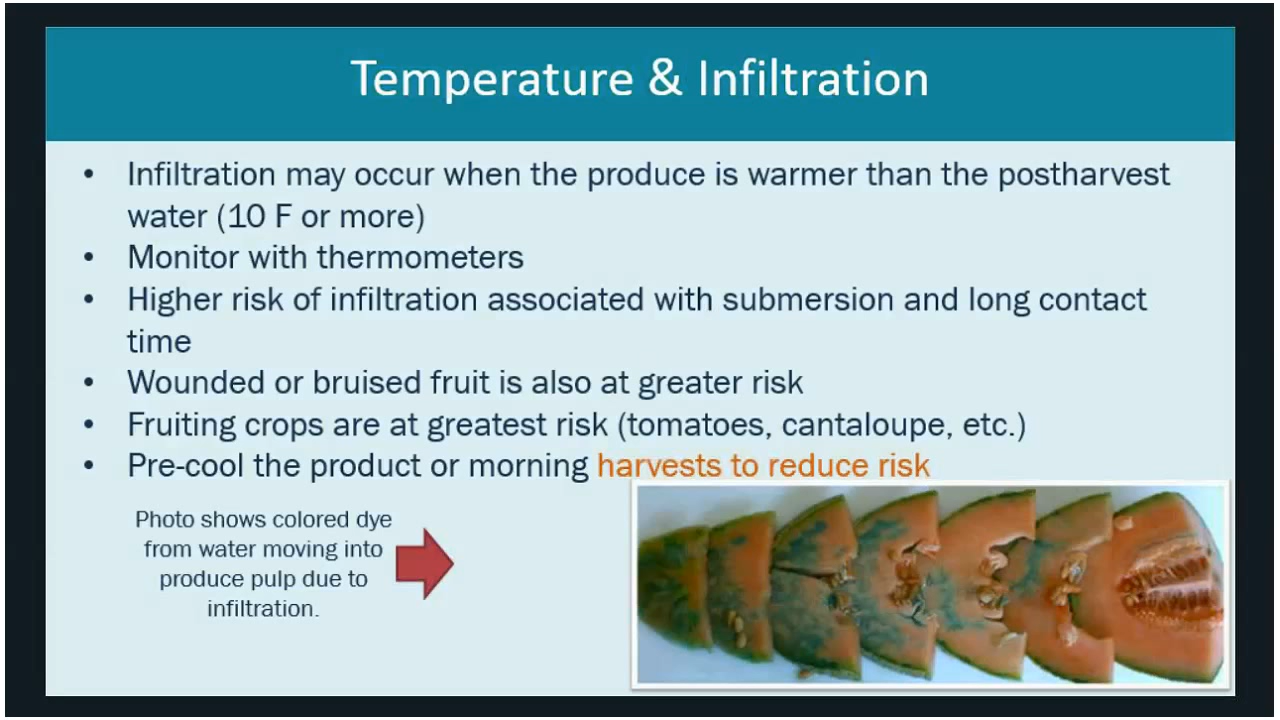 Temperature & Infiltration
• Infiltration may occur when the produce is warmer than the postharvest
water (10 F or more)
• Monitor with thermometers
• Higher risk of infiltration associated with submersion and long contact
time
• Wounded or bruised fruit is also at greater risk
• Fruiting crops are at greatest risk (tomatoes, cantaloupe, etc.)
• Pre-cool the product or morning harvests to reduce risk
Photo shows colored dye
from water moving into
produce pulp due to
infiltration.